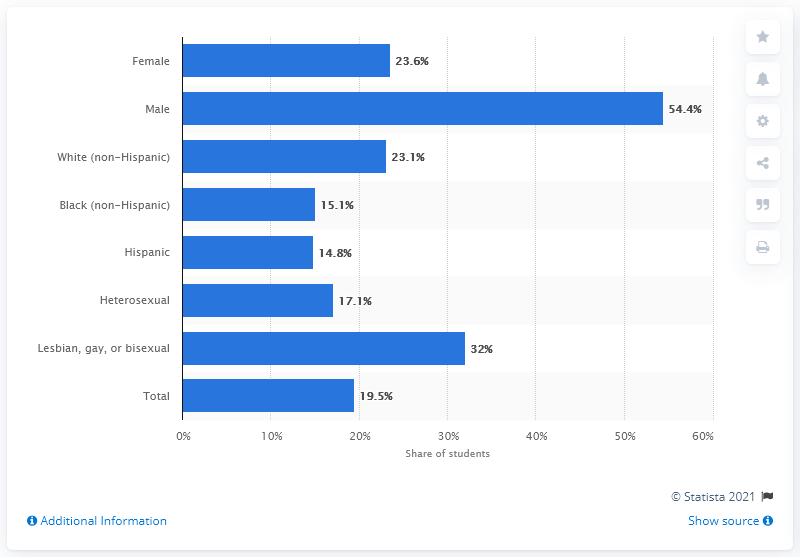 Female 23.6%
Male 54.4%
White (non-Hispanic) 23.1%
Black (non-Hispanic) 15.1%
Hispanic 14.8%
Heterosexual 17.1%
Lesbian, gay, or bisexual 32%
Total 19.5%
0% 10% 20% 30% 40% 50% 60%
Share of students
© Statista 2021
Additional Information Show source